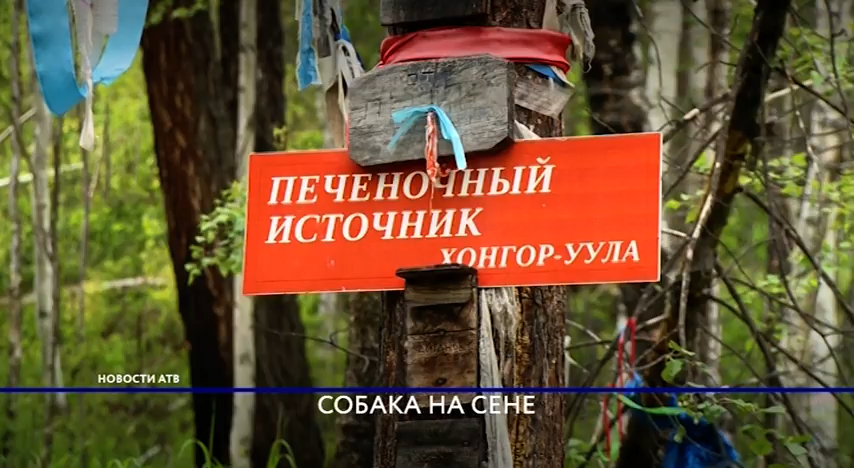 ПЕЧЕНОЧНЫЙ
ИСТОЧНИК
ХОНГОР-УУЛА
НОВОСТИ АТВ
СОБАКА НА СЕНЕ